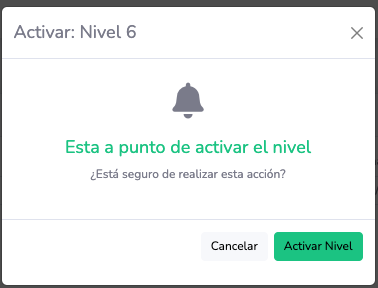 Activar: Nivel 6
Esta a punto de activar el nivel
¿Está seguro de realizar esta acción?
Cancelar
Activar Nivel